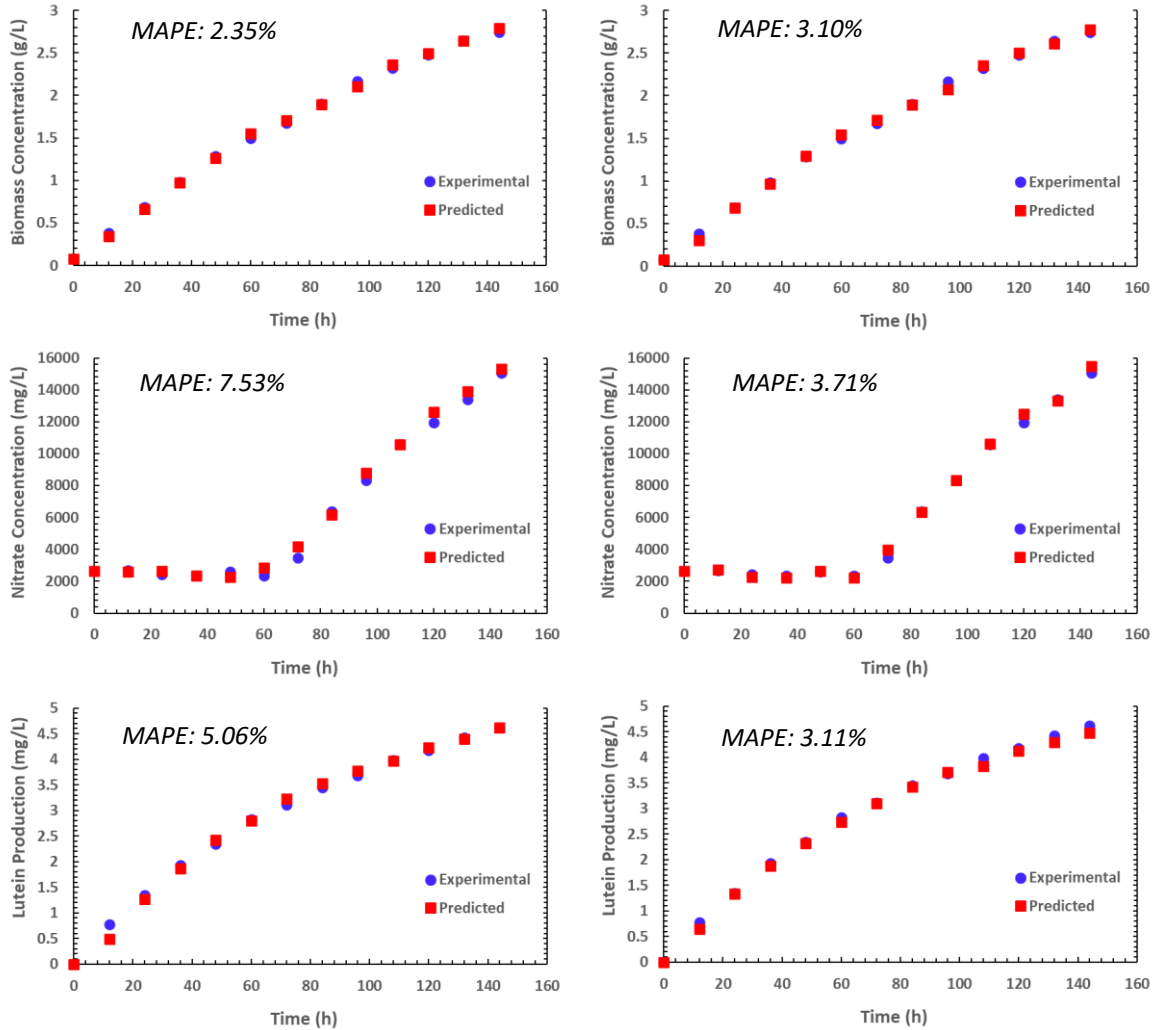 MAPE: 2.35%
Biomass Concentration (g/L)
3
2.5
2
1.5
1
0.5
0
Experimental
Predicted
0 20 40 60 80 100 120 140 160
Time (h)
MAPE: 3.10%
Biomass Concentration (g/L)
3
2.5
2
1.5
1
0.5
0
Experimental
Predicted
0 20 40 60 80 100 120 140 160
Time (h)
MAPE: 7.53%
Nitrate Concentration (mg/L)
16000
14000
12000
10000
8000
6000
4000
2000
0
Experimental
Predicted
0 20 40 60 80 100 120 140 160
Time (h)
MAPE: 3.71%
Nitrate Concentration (mg/L)
16000
14000
12000
10000
8000
6000
4000
2000
0
Experimental
Predicted
0 20 40 60 80 100 120 140 160
Time (h)
MAPE: 5.06%
Lutein Production (mg/L)
5
4.5
4
3.5
3
2.5
2
1.5
1
0.5
0
Experimental
Predicted
0 20 40 60 80 100 120 140 160
Time (h)
MAPE: 3.11%
Lutein Production (mg/L)
5
4.5
4
3.5
3
2.5
2
1.5
1
0.5
0
Experimental
Predicted
0 20 40 60 80 100 120 140 160
Time (h)